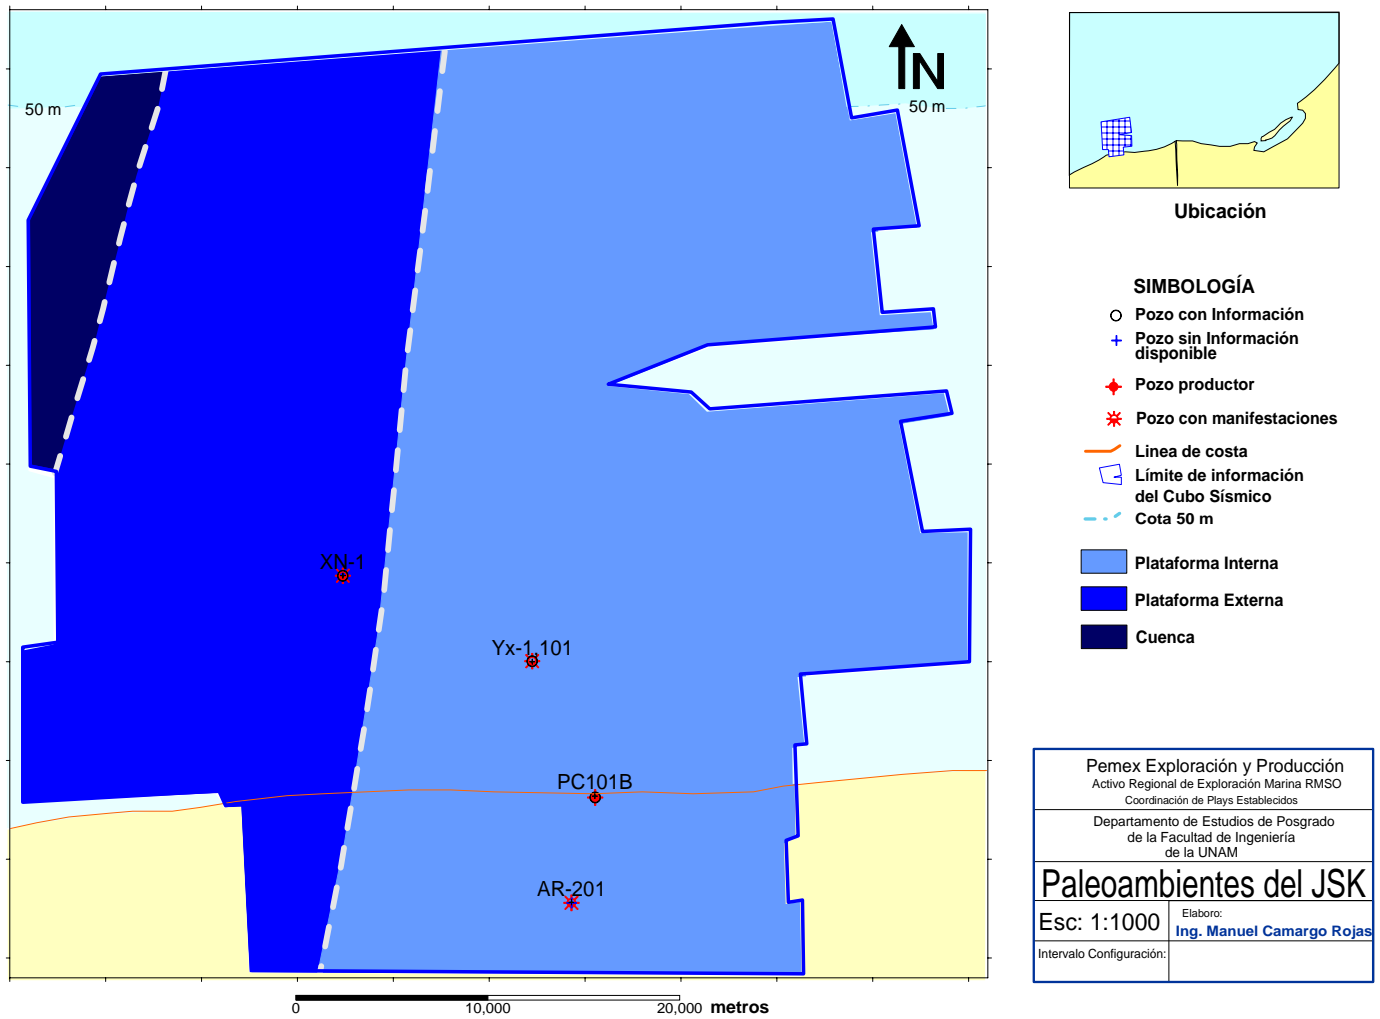 N
50 m
50 m
XN-1
Yx-1,101
PC101B
AR-201
0
10,000
20,000 metros
Ubicación
SIMBOLOGÍA
Pozo con Información
Pozo sin Información
disponible
Pozo productor
Pozo con manifestaciones
Linea de costa
Límite de información
del Cubo Sísmico
Cota 50 m
Plataforma Interna
Plataforma Externa
Cuenca
Pemex Exploración y Producción
Activo Regional de Exploración Marina RMSO
Coordinación de Plays Establecidos
Departamento de Estudios de Posgrado
de la Facultad de Ingeniería
de la UNAM
Paleoambientes del JSK
Esc: 1:1000
Elaboro:
Ing. Manuel Camargo Rojas
Intervalo Configuración: